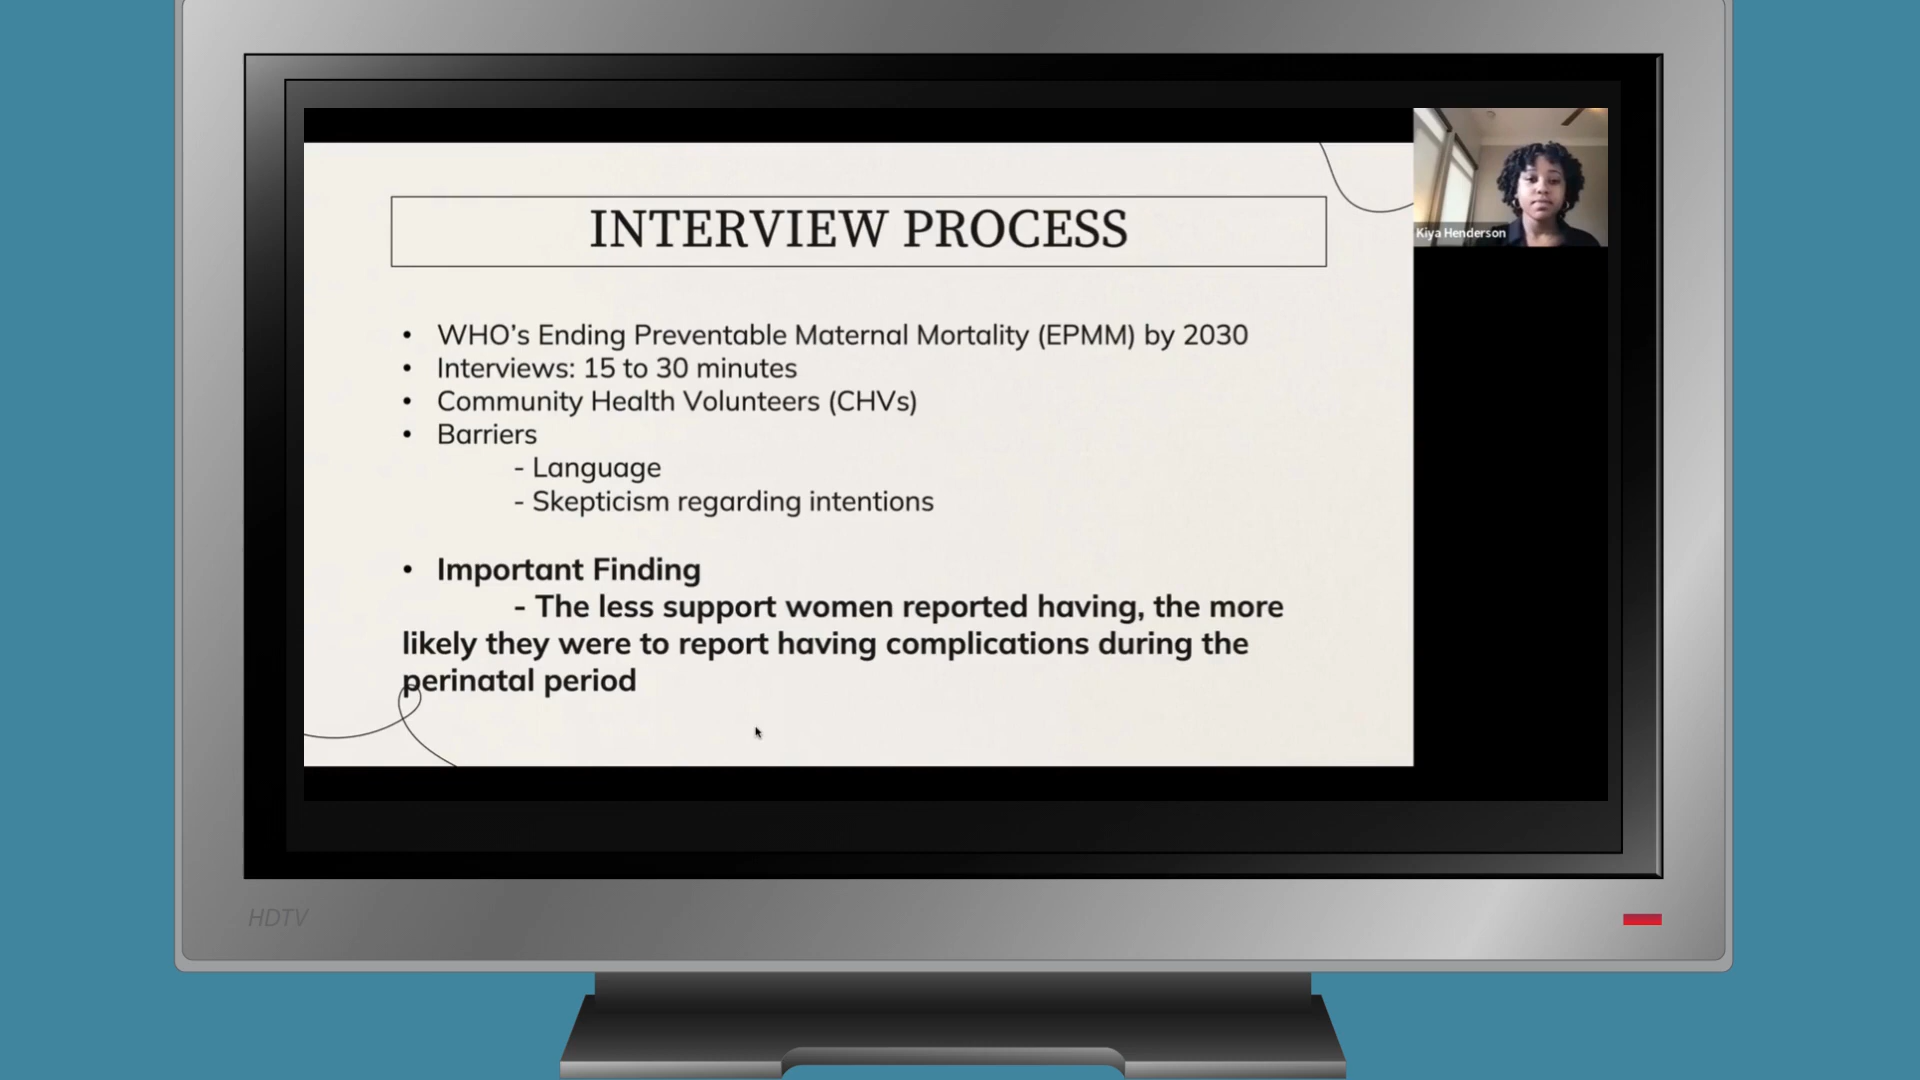 INTERVIEW PROCESS
Kiya Henderson
• WHO’s Ending Preventable Maternal Mortality (EPMM) by 2030
• Interviews: 15 to 30 minutes
• Community Health Volunteers (CHVs)
• Barriers
- Language
- Skepticism regarding intentions
• Important Finding
- The less support women reported having, the more
likely they were to report having complications during the
perinatal period
HDTV